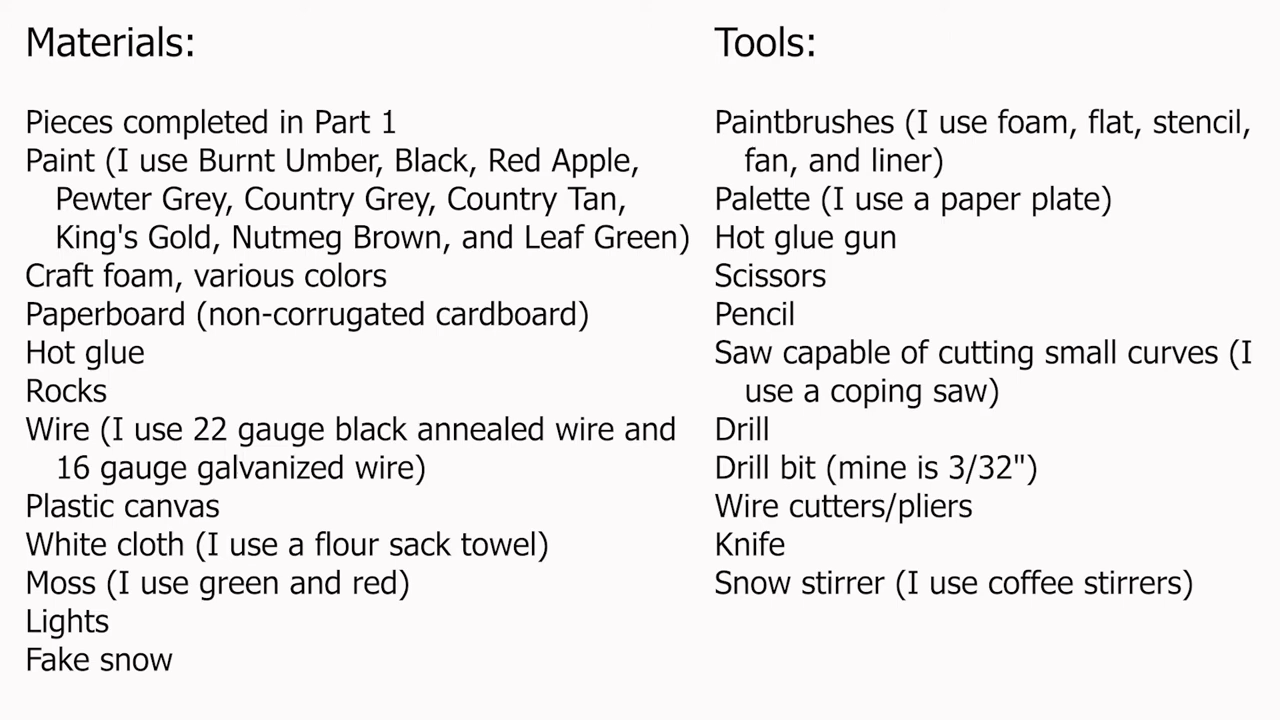 Materials:
Pieces completed in Part 1
Paint (I use Burnt Umber, Black, Red Apple,
Pewter Grey, Country Grey, Country Tan,
King's Gold, Nutmeg Brown, and Leaf Green)
Craft foam, various colors
Paperboard (non-corrugated cardboard)
Hot glue
Rocks
Wire (I use 22 gauge black annealed wire and
16 gauge galvanized wire)
Plastic canvas
White cloth (I use a flour sack towel)
Moss (I use green and red)
Lights
Fake snow
Tools:
Paintbrushes (I use foam, flat, stencil,
fan, and liner)
Palette (I use a paper plate)
Hot glue gun
Scissors
Pencil
Saw capable of cutting small curves (I
use a coping saw)
Drill
Drill bit (mine is 3/32")
Wire cutters/pliers
Knife
Snow stirrer (I use coffee stirrers)